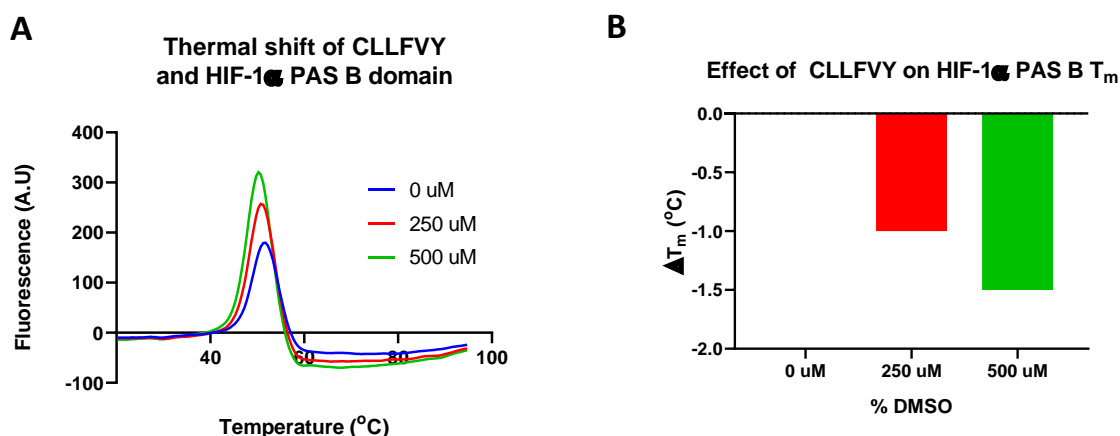 A
Thermal shift of CLLFVY
and HIF-1α PAS B domain
400
300
200
100
0
-100
Fluorescence (A.U)
0 uM
250 uM
500 uM
40
60
80
100
Temperature (°C)
B
Effect of CLLFVY on HIF-1α PAS B Tm
0.0
-0.5
-1.0
-1.5
-2.0
▲Tm (°C)
0 uM
250 uM
500 uM
% DMSO